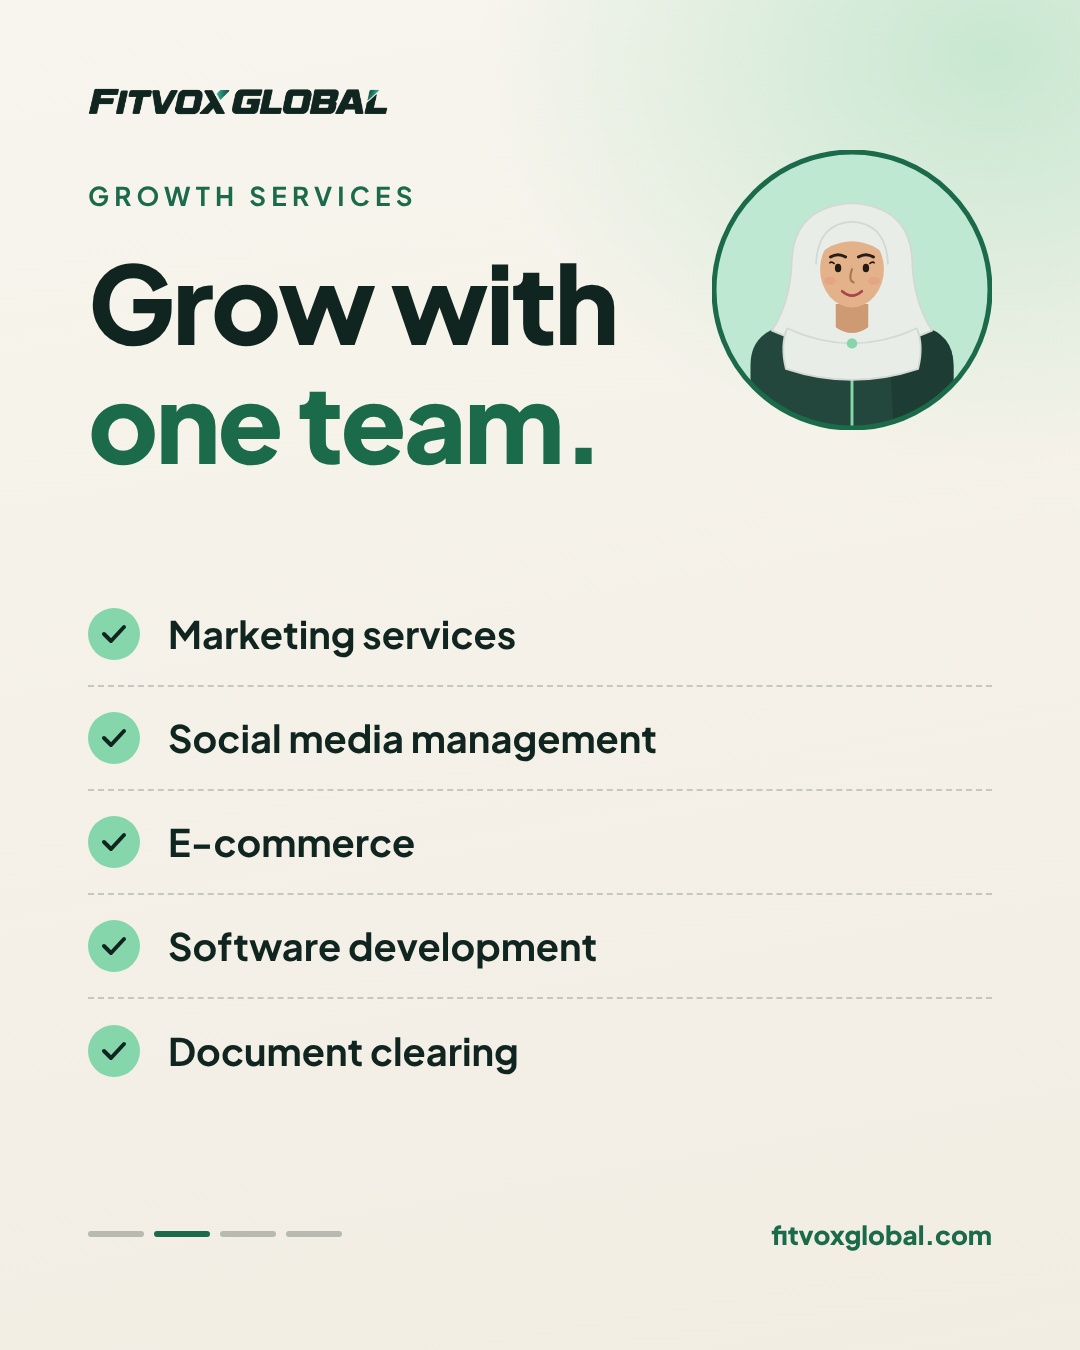 FITVOX GLOBAL
GROWTH SERVICES
Grow with
one team.
Marketing services
Social media management
E-commerce
Software development
Document clearing
fitvoxglobal.com